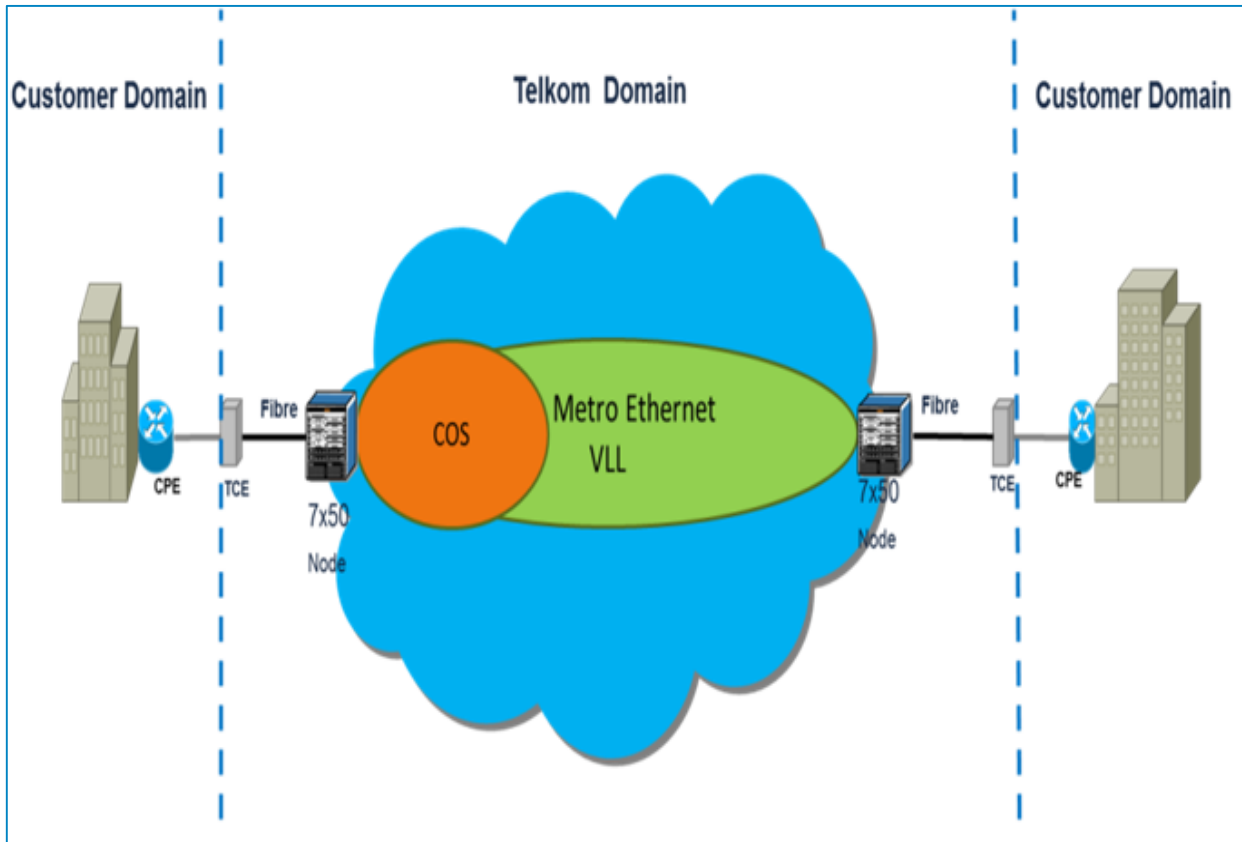 Customer Domain
Telkom Domain
Customer Domain
Fibre
COS
Metro Ethernet
VLL
Fibre
CPE
TCE
7x50
Node
7x50
Node
TCE
CPE